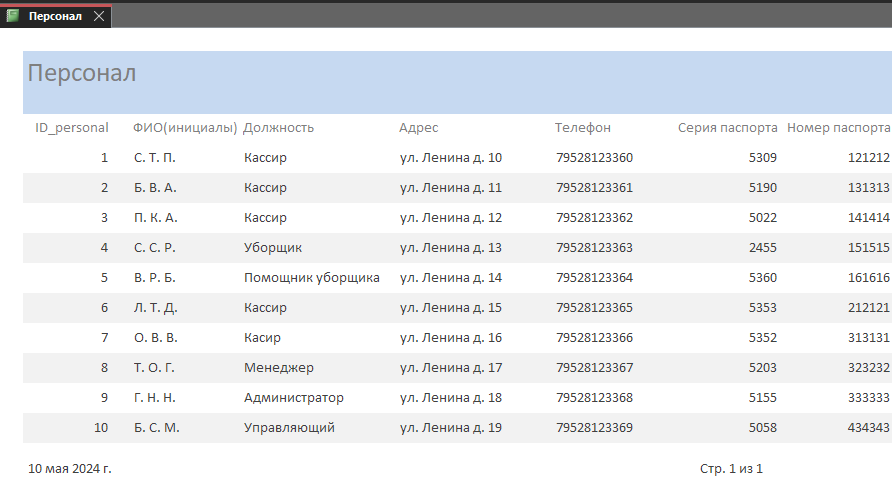 Персонал
Персонал
ID_personal ФИО(инициалы) Должность Адрес Телефон Серия паспорта Номер паспорта
1 С. Т. П. Кассир ул. Ленина д. 10 79528123360 5309 121212
2 Б. В. А. Кассир ул. Ленина д. 11 79528123361 5190 131313
3 П. К. А. Кассир ул. Ленина д. 12 79528123362 5022 141414
4 С. С. Р. Уборщик ул. Ленина д. 13 79528123363 2455 151515
5 В. Р. Б. Помощник уборщика ул. Ленина д. 14 79528123364 5360 161616
6 Л. Т. Д. Кассир ул. Ленина д. 15 79528123365 5353 212121
7 О. В. В. Касир ул. Ленина д. 16 79528123366 5352 313131
8 Т. О. Г. Менеджер ул. Ленина д. 17 79528123367 5203 323232
9 Г. Н. Н. Администратор ул. Ленина д. 18 79528123368 5155 333333
10 Б. С. М. Управляющий ул. Ленина д. 19 79528123369 5058 434343
10 мая 2024 г. Стр. 1 из 1